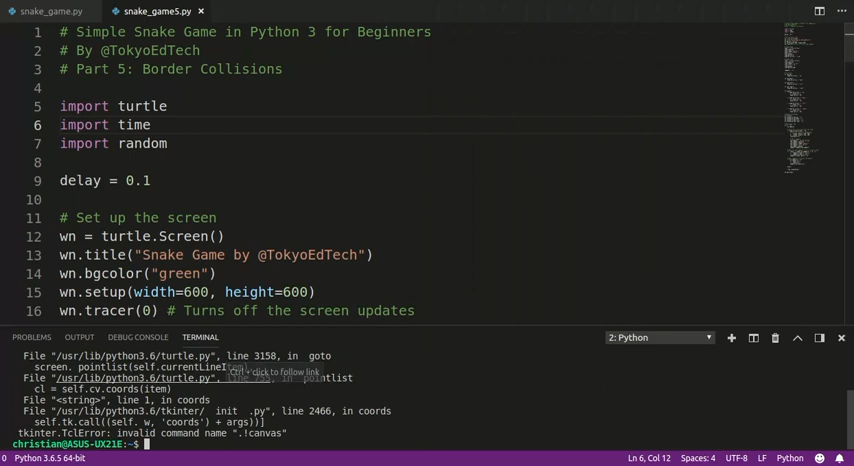 snake_game.py
snake_game5.py
1 # Simple Snake Game in Python 3 for Beginners
2 # By @TokyoEdTech
3 # Part 5: Border Collisions
4
5 import turtle
6 import time
7 import random
8
9 delay = 0.1
10
11 # Set up the screen
12 wn = turtle.Screen()
13 wn.title("Snake Game by @TokyoEdTech")
14 wn.bgcolor("green")
15 wn.setup(width=600, height=600)
16 wn.tracer(0) # Turns off the screen updates
PROBLEMS OUTPUT DEBUG CONSOLE TERMINAL 2: Python
File "/usr/lib/python3.6/turtle.py", line 3158, in goto
screen. pointlist(self.currentLineItem)
Ctrl + click to follow link
File "/usr/lib/python3.6/turtle.py", line 755, in pointlist
cl = self.cv.coords(item)
File "<string>", line 1, in coords
File "/usr/lib/python3.6/tkinter/ init .py", line 2466, in coords
self.tk.call((self. w, 'coords') + args))]
tkinter.TclError: invalid command name ".!canvas"
christian@ASUS-UX21E:~$
0 Python 3.6.5 64-bit Ln 6, Col 12 Spaces: 4 UTF-8 LF Python